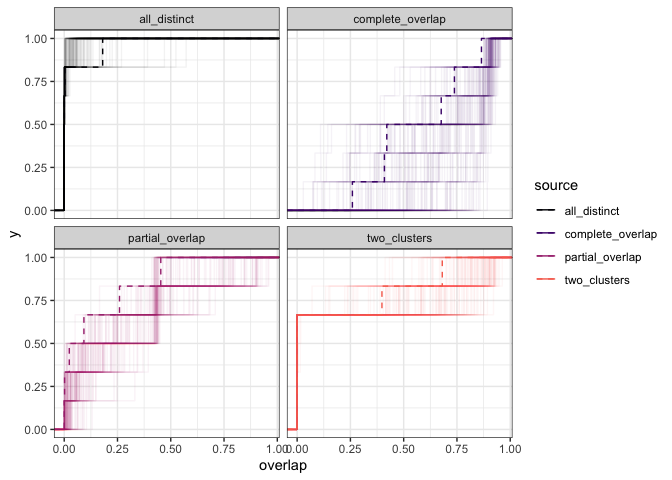 all_distinct
complete_overlap
1.00
0.75
0.50
0.25
0.00
partial_overlap
two_clusters
1.00
0.75
0.50
0.25
0.00
y
0.00 0.25 0.50 0.75 1.00
0.00 0.25 0.50 0.75 1.00
overlap
source
all_distinct
complete_overlap
partial_overlap
two_clusters